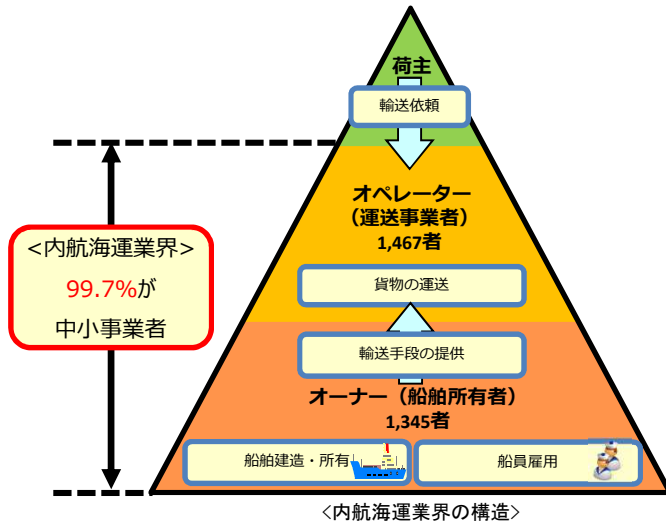 荷主
輸送依頼
オペレーター
（運送事業者）
1,467者
<内航海運業界>
99.7%が
中小事業者
貨物の運送
輸送手段の提供
オーナー（船舶所有者）
1,345者
船舶建造・所有
船員雇用
<内航海運業界の構造>